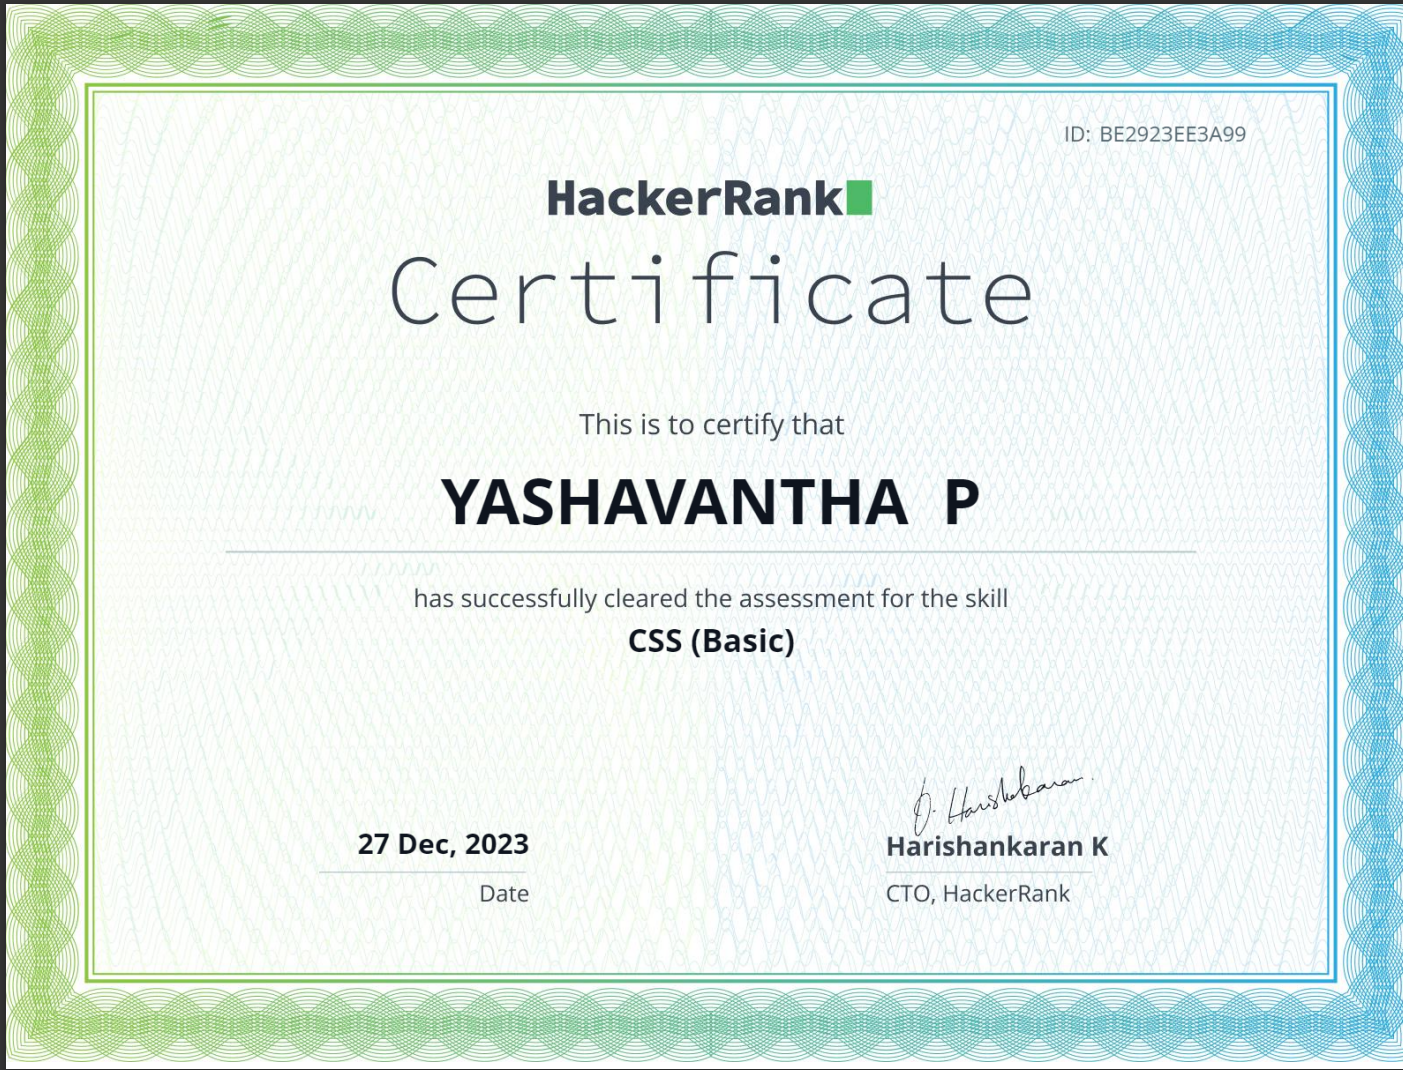 ID: BE2923EE3A99
HackerRank
Certificate
This is to certify that
YASHAVANTHA P
has successfully cleared the assessment for the skill
CSS (Basic)
27 Dec, 2023
Date
Harishankaran K
CTO, HackerRank